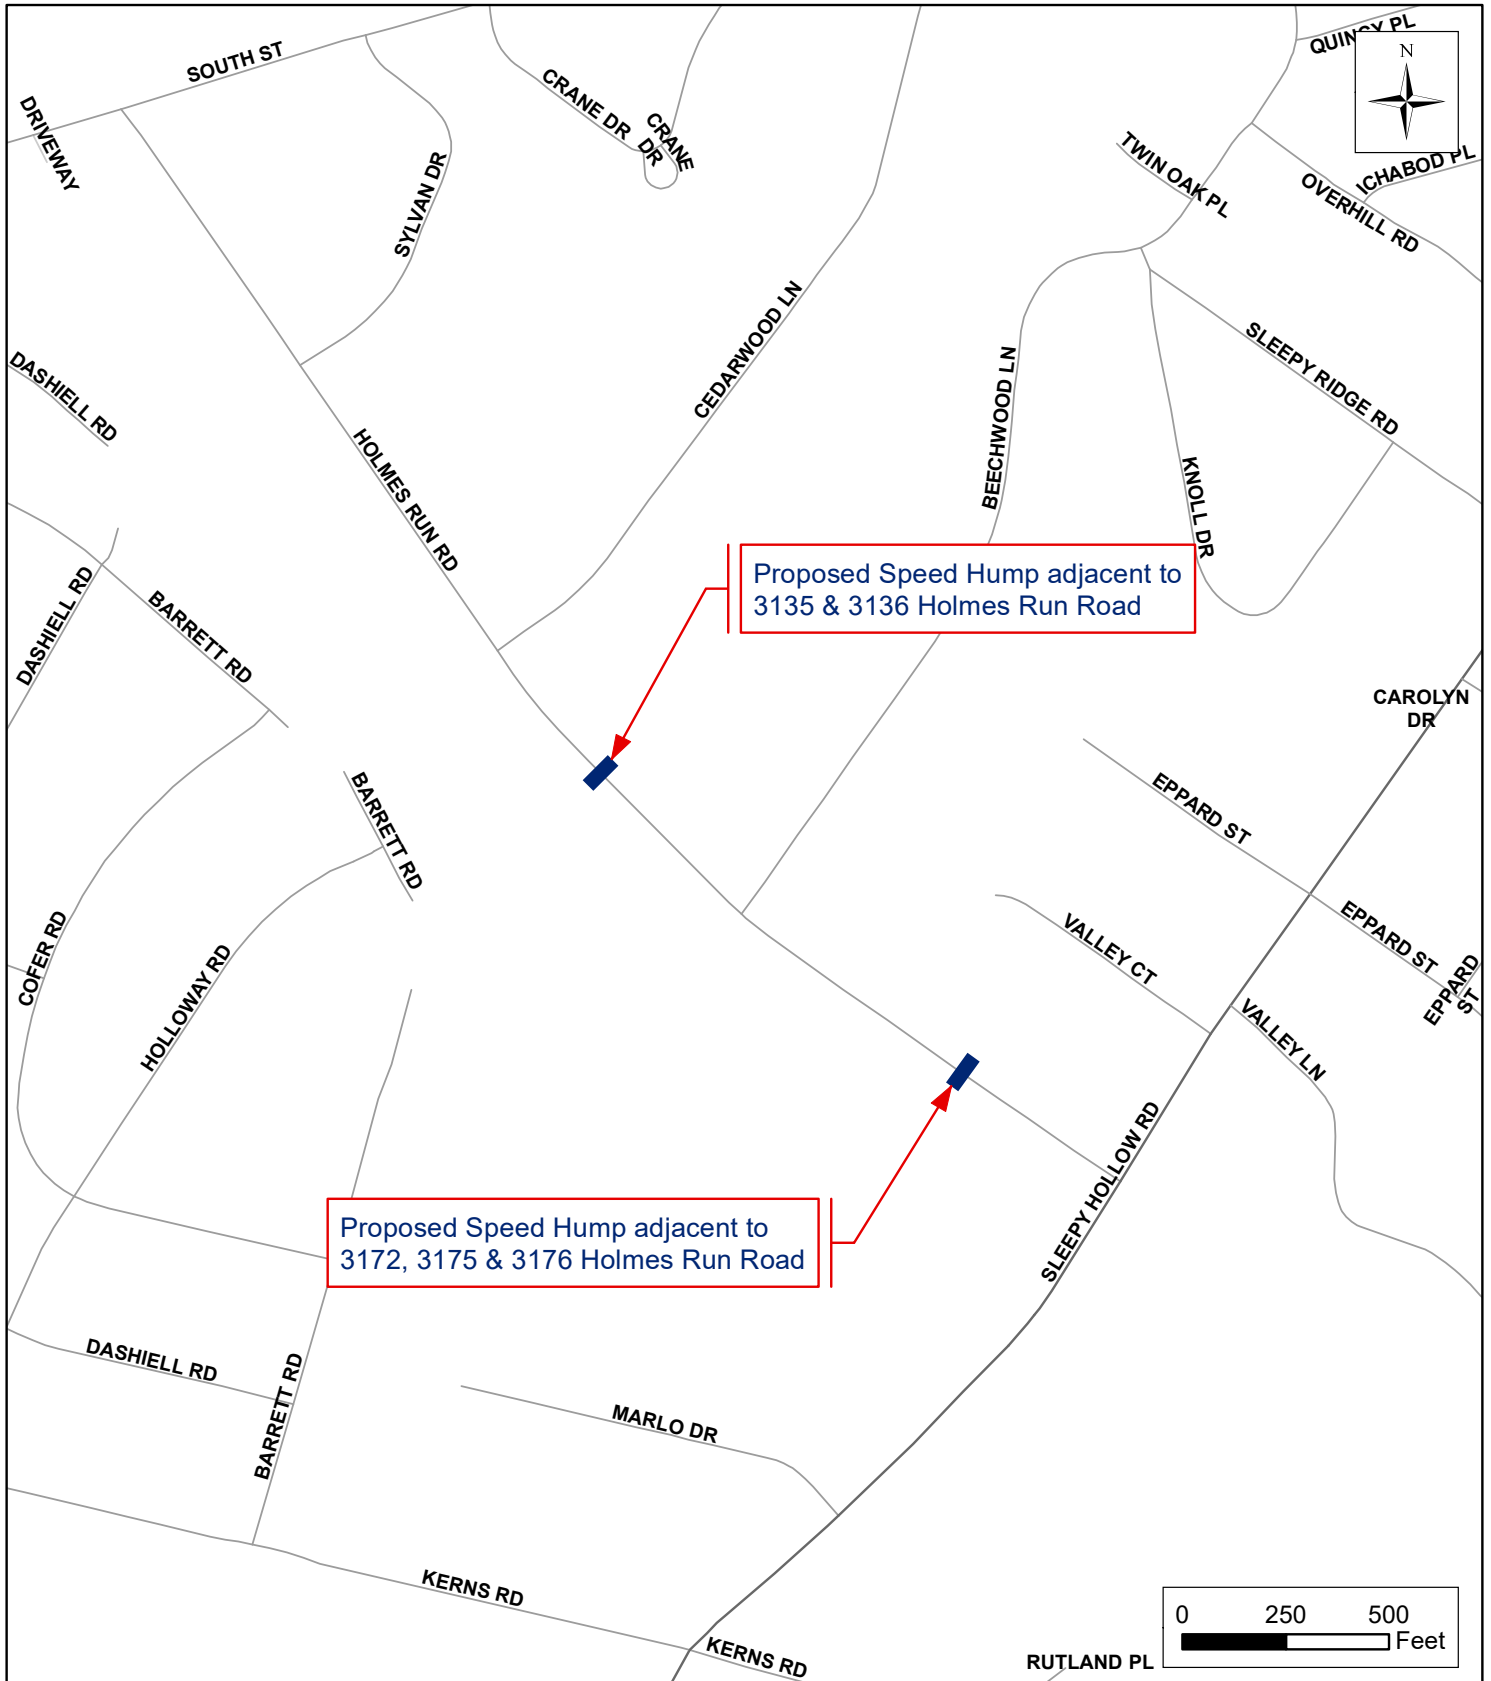 QUINCY PL
SOUTH ST
N
CRANE DR
CRANE
DR
DRIVEWAY
TWIN OAK PL
ICHABOD PL
SYLVAN DR
OVERHILL RD
CEDARWOOD LN
SLEEPY RIDGE RD
DASHIELL RD
BEECHWOOD LN
HOLMES RUN RD
KNOLL DR
Proposed Speed Hump adjacent to
3135 & 3136 Holmes Run Road
DASHIELL RD
BARRETT RD
CAROLYN
DR
EPPARD ST
BARRETT RD
COFER RD
HOLLOWAY RD
VALLEY CT
EPPARD ST
EPPARD
ST
VALLEY LN
SLEEPY HOLLOW RD
Proposed Speed Hump adjacent to
3172, 3175 & 3176 Holmes Run Road
DASHIELL RD
BARRETT RD
MARLO DR
KERNS RD
KERNS RD
RUTLAND PL
0 250 500
Feet